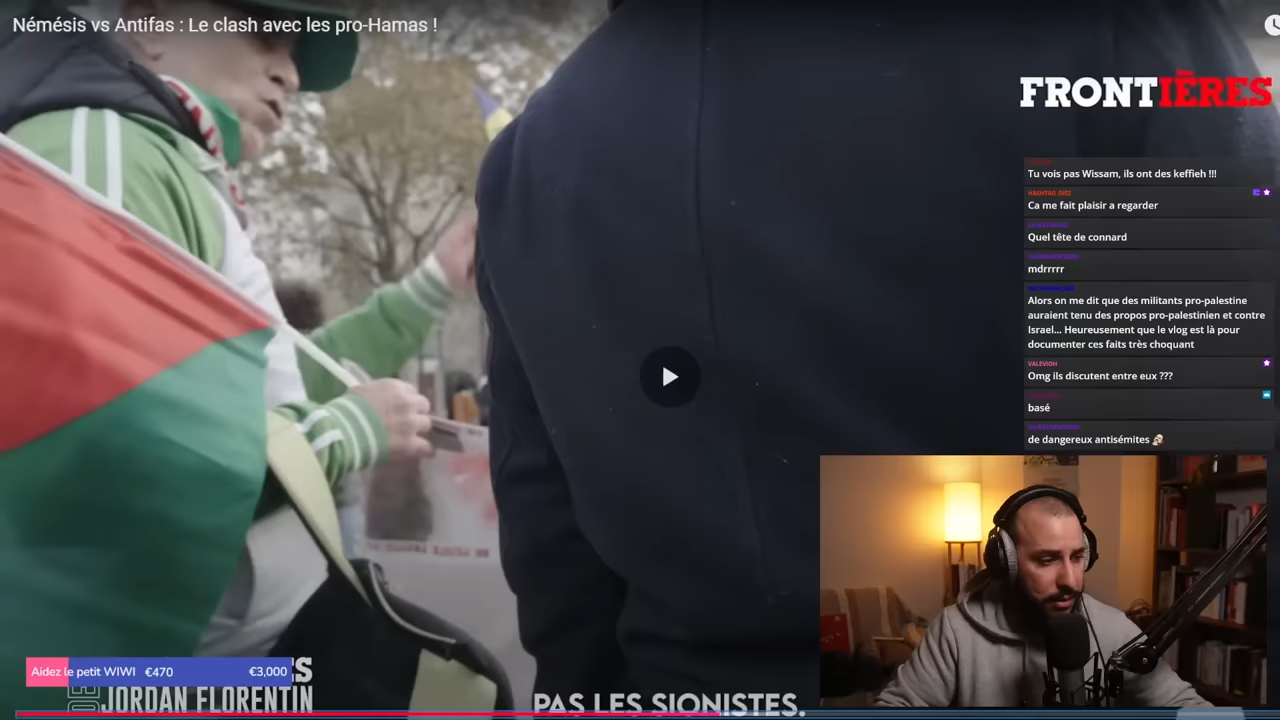 Némésis vs Antifas : Le clash avec les pro-Hamas !
FRONTIÈRES
Tu vois pas Wissam, ils ont des keffieh !!!
HASHTAG_DIEZ
Ca me fait plaisir a regarder
Quel tête de connard
mdrrrrr
Alors on me dit que des militants pro-palestine
auraient tenu des propos pro-palestinien et contre
Israel... Heureusement que le vlog est là pour
documenter ces faits très choquant
VALEVIOH
Omg ils discutent entre eux ???
basé
de dangereux antisémites
Aidez le petit WIWI €470 €3,000
JORDAN FLORENTIN
PAS LES SIONISTES.